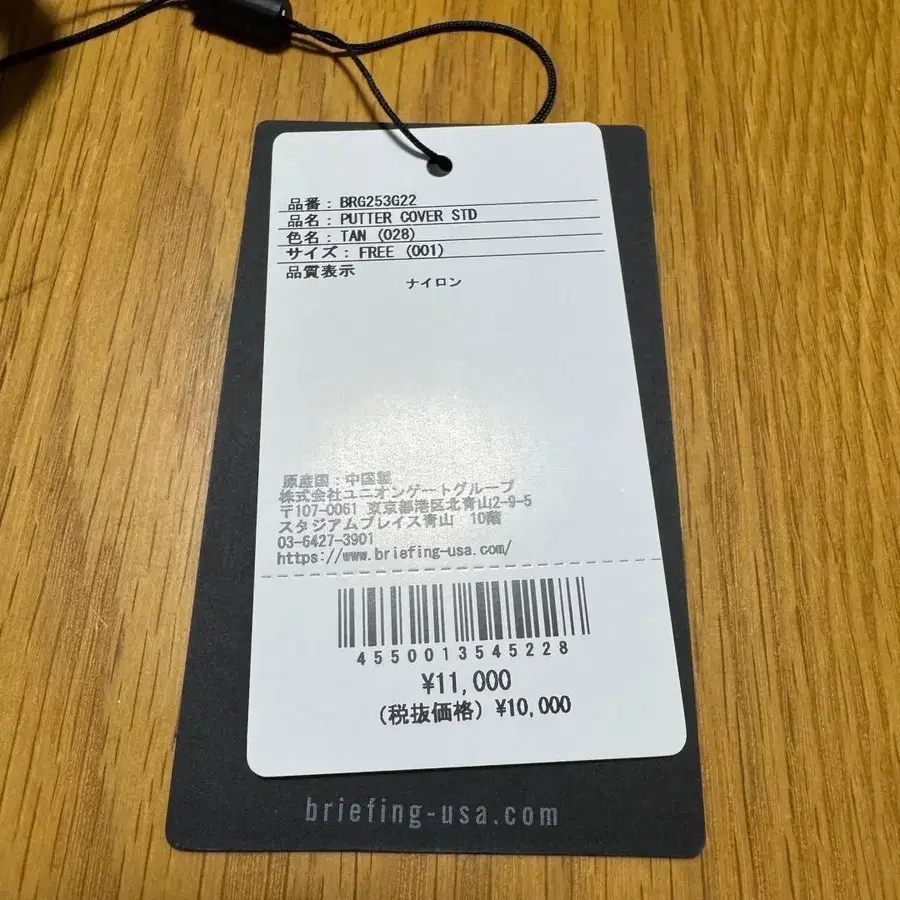 品番：BRG253G22
品名：PUTTER COVER STD
色名：TAN (028)
サイズ：FREE (001)
品質表示
ナイロン
原産国：中国製
株式会社ユニオンゲートグループ
〒107-0061 東京都港区北青山2-9-5
スタジアムプレイス青山 10階
03-6427-3901
https://www.briefing-usa.com/
4550013545228
¥11,000
(税抜価格) ¥10,000
briefing-usa.com